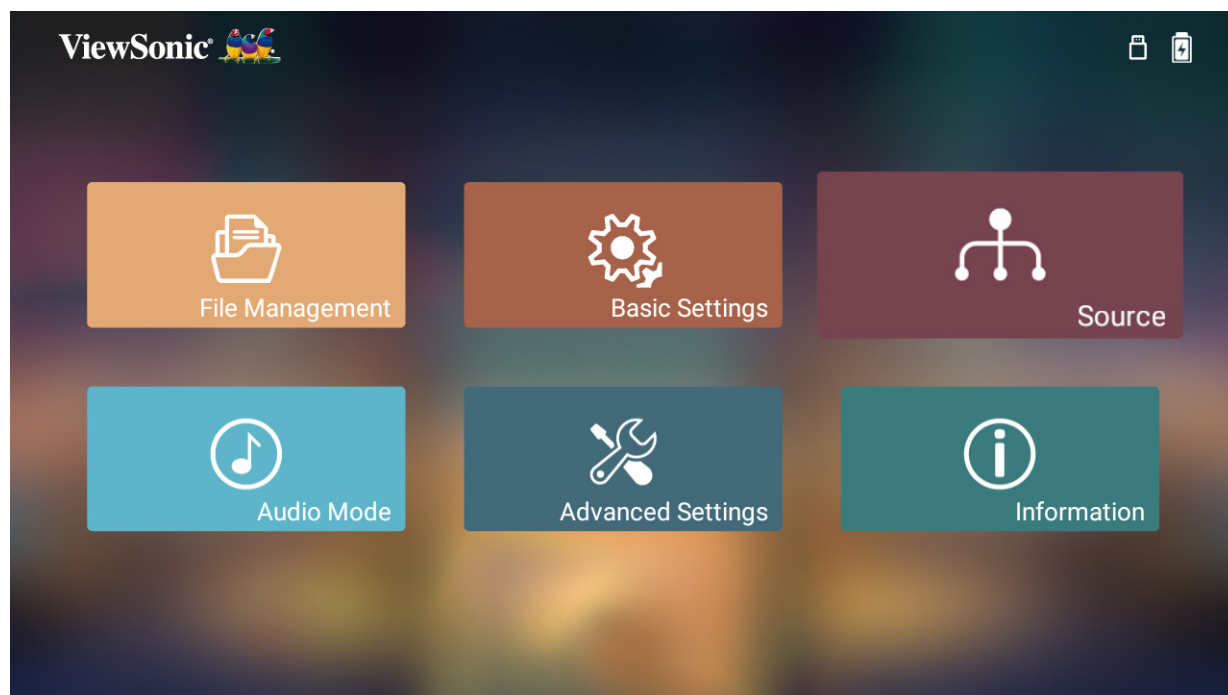 ViewSonic®
File Management
Basic Settings
Source
Audio Mode
Advanced Settings
Information